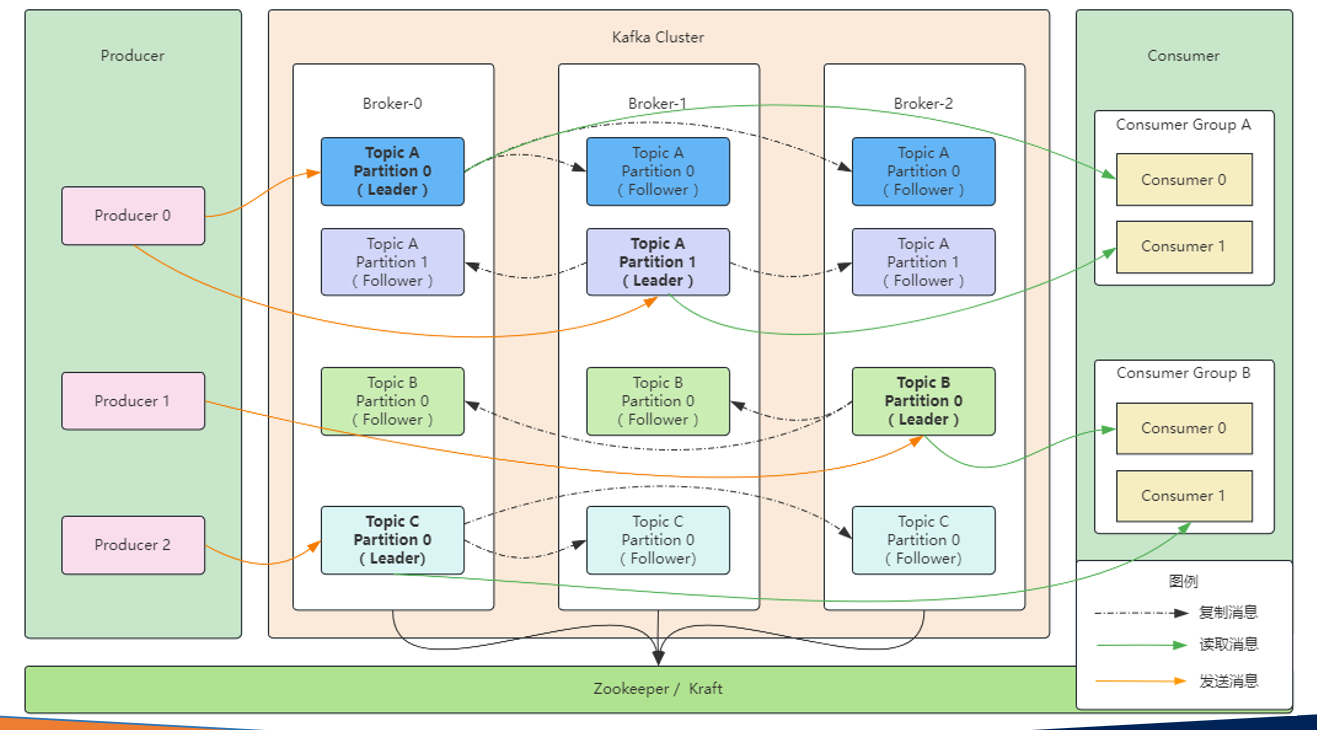 Producer
Producer 0
Producer 1
Producer 2
Kafka Cluster
Broker-0
Topic A
Partition 0
( Leader )
Topic A
Partition 1
( Follower )
Topic B
Partition 0
( Follower )
Topic C
Partition 0
( Leader)
Broker-1
Topic A
Partition 0
( Follower )
Topic A
Partition 1
( Leader )
Topic B
Partition 0
( Follower )
Topic C
Partition 0
( Follower)
Broker-2
Topic A
Partition 0
( Follower )
Topic A
Partition 1
( Follower )
Topic B
Partition 0
( Leader )
Topic C
Partition 0
( Follower)
Consumer
Consumer Group A
Consumer 0
Consumer 1
Consumer Group B
Consumer 0
Consumer 1
图例
复制消息
读取消息
发送消息
Zookeeper / Kraft